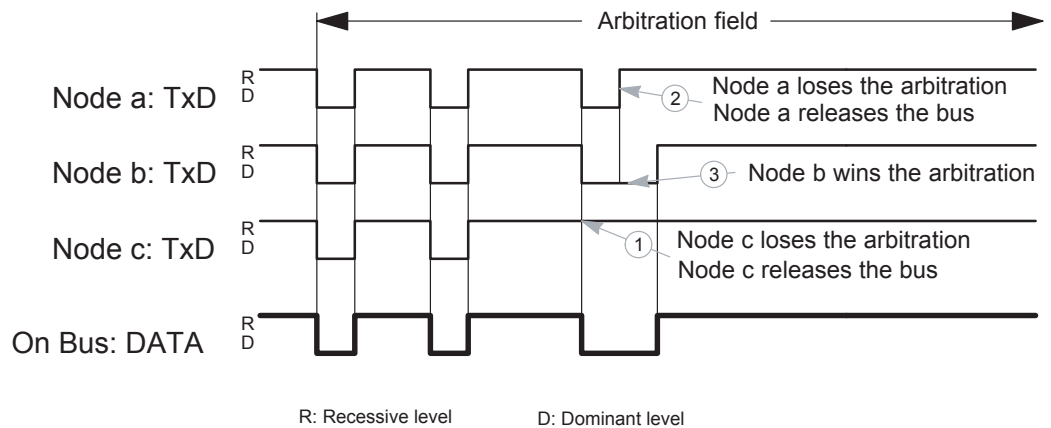 Arbitration field
Node a: TxD
R
D
2
Node a loses the arbitration
Node a releases the bus
Node b: TxD
R
D
3
Node b wins the arbitration
Node c: TxD
R
D
1
Node c loses the arbitration
Node c releases the bus
On Bus: DATA
R
D
R: Recessive level
D: Dominant level